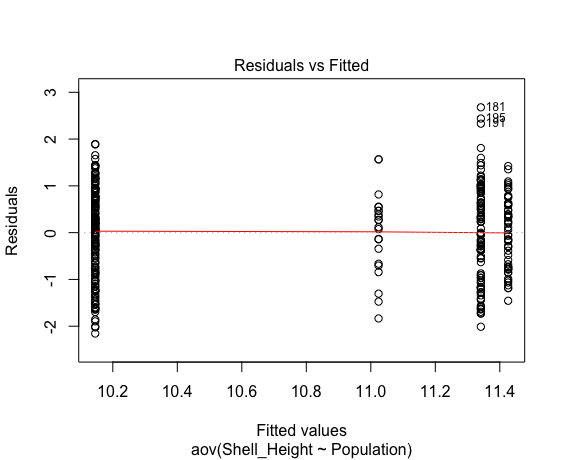 Residuals vs Fitted
3
2
1
0
-1
-2
Residuals
181
195
191
10.2 10.4 10.6 10.8 11.0 11.2 11.4
Fitted values
aov(Shell_Height ~ Population)